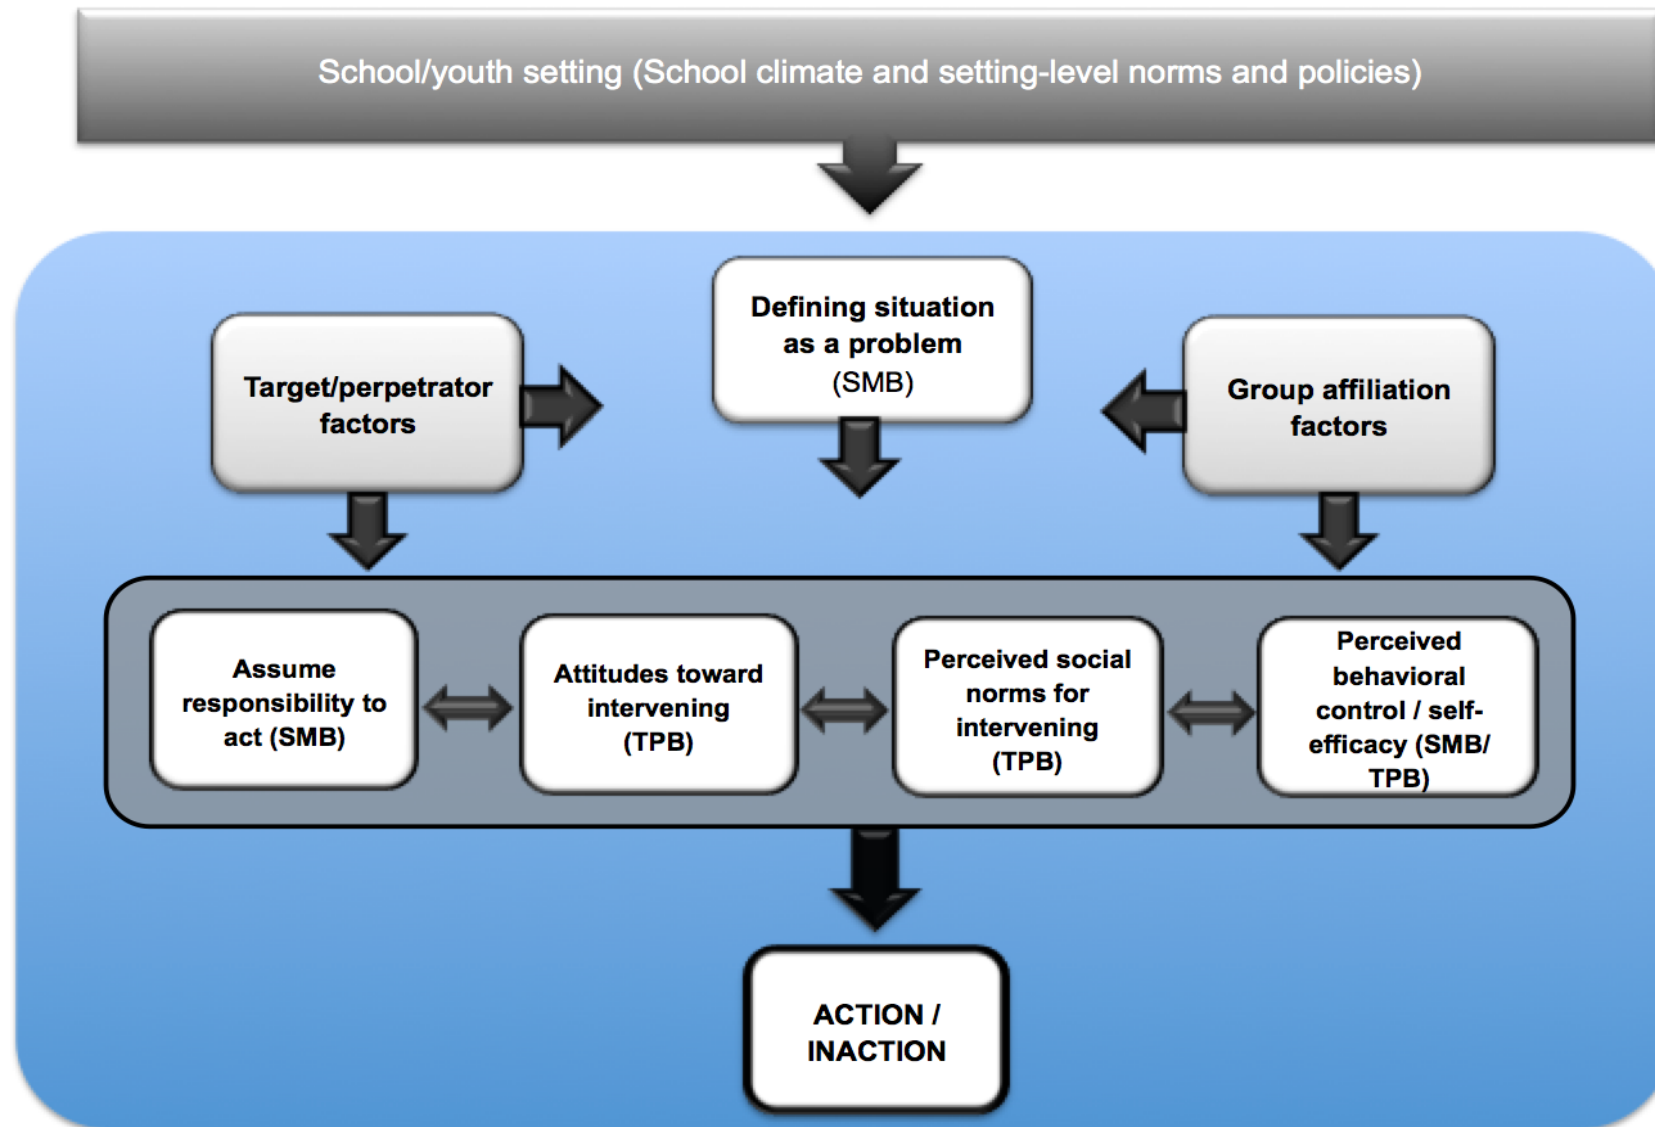 School/youth setting (School climate and setting-level norms and policies)
Defining situation
as a problem
(SMB)
Target/perpetrator
factors
Group affiliation
factors
Assume
responsibility to
act (SMB)
Attitudes toward
intervening
(TPB)
Perceived social
norms for
intervening
(TPB)
Perceived
behavioral
control / self-
efficacy (SMB/
TPB)
ACTION /
INACTION